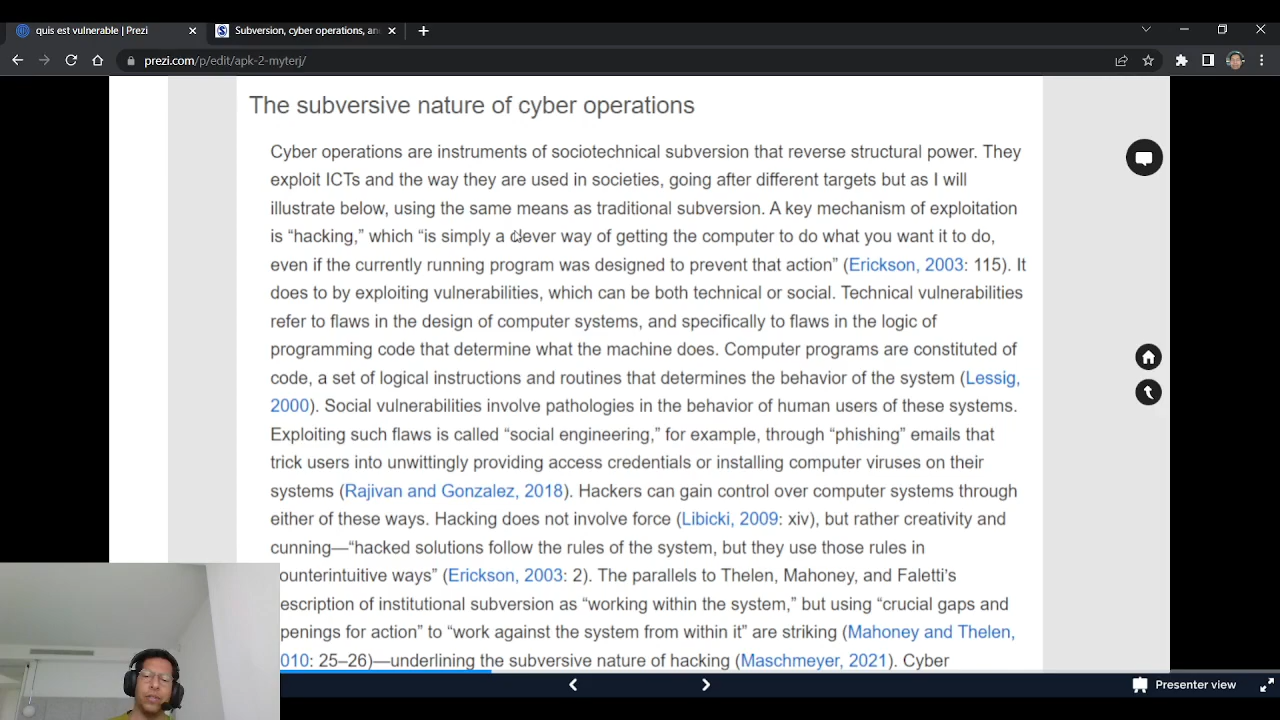 quis est vulnerable | Prezi
Subversion, cyber operations, an
prezi.com/p/edit/apk-2-myterj/
The subversive nature of cyber operations
Cyber operations are instruments of sociotechnical subversion that reverse structural power. They
exploit ICTs and the way they are used in societies, going after different targets but as I will
illustrate below, using the same means as traditional subversion. A key mechanism of exploitation
is “hacking,” which “is simply a clever way of getting the computer to do what you want it to do,
even if the currently running program was designed to prevent that action” (Erickson, 2003: 115). It
does to by exploiting vulnerabilities, which can be both technical or social. Technical vulnerabilities
refer to flaws in the design of computer systems, and specifically to flaws in the logic of
programming code that determine what the machine does. Computer programs are constituted of
code, a set of logical instructions and routines that determines the behavior of the system (Lessig,
2000). Social vulnerabilities involve pathologies in the behavior of human users of these systems.
Exploiting such flaws is called “social engineering,” for example, through “phishing” emails that
trick users into unwittingly providing access credentials or installing computer viruses on their
systems (Rajivan and Gonzalez, 2018). Hackers can gain control over computer systems through
either of these ways. Hacking does not involve force (Libicki, 2009: xiv), but rather creativity and
cunning—“hacked solutions follow the rules of the system, but they use those rules in
ounterintuitive ways” (Erickson, 2003: 2). The parallels to Thelen, Mahoney, and Faletti’s
escription of institutional subversion as “working within the system,” but using “crucial gaps and
penings for action” to “work against the system from within it” are striking (Mahoney and Thelen,
010: 25–26)—underlining the subversive nature of hacking (Maschmeyer, 2021). Cyber
Presenter view